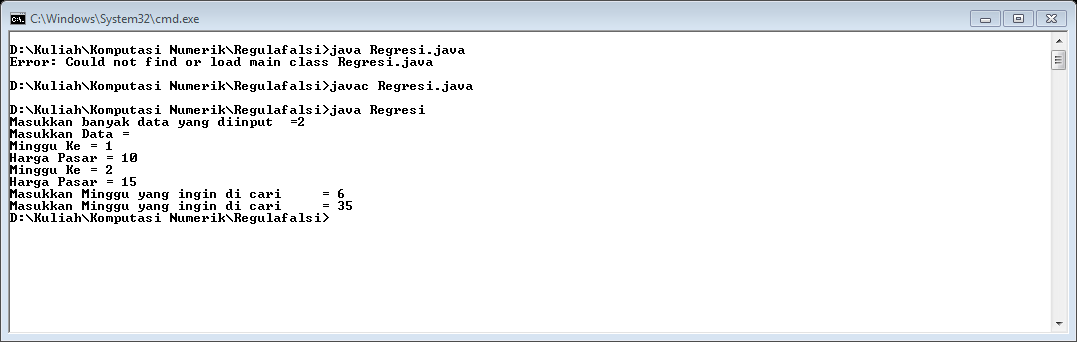 C:\Windows\System32\cmd.exe
D:\Kuliah\Komputasi Numerik\Regulafalsi>java Regresi.java
Error: Could not find or load main class Regresi.java
D:\Kuliah\Komputasi Numerik\Regulafalsi>javac Regresi.java
D:\Kuliah\Komputasi Numerik\Regulafalsi>java Regresi
Masukkan banyak data yang diinput  =2
Masukkan Data =
Minggu Ke = 1
Harga Pasar = 10
Minggu Ke = 2
Harga Pasar = 15
Masukkan Minggu yang ingin di cari     = 6
Masukkan Minggu yang ingin di cari     = 35
D:\Kuliah\Komputasi Numerik\Regulafalsi>